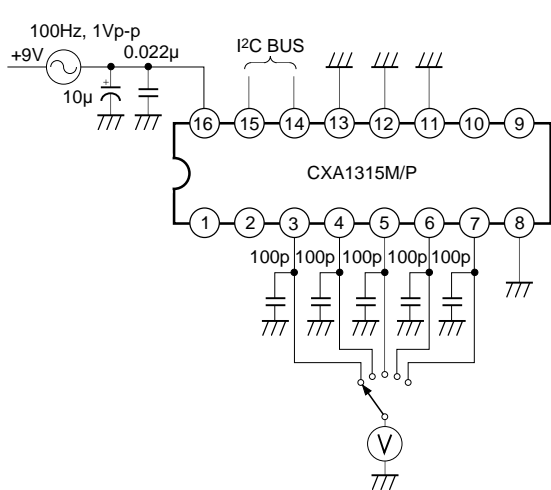 100Hz, 1Vp-p
+9V
0.022µ
I²C BUS
10µ
+
16 15 14 13 12 11 10 9
CXA1315M/P
1 2 3 4 5 6 7 8
100p 100p 100p 100p 100p
V